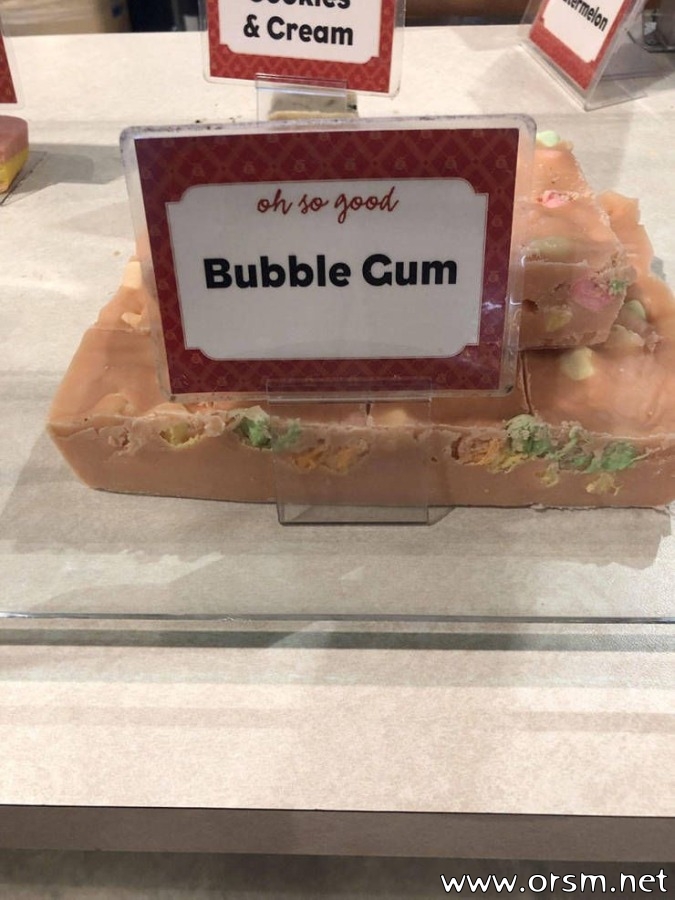 & Cream
oh so good
Bubble Gum
www.orsm.net